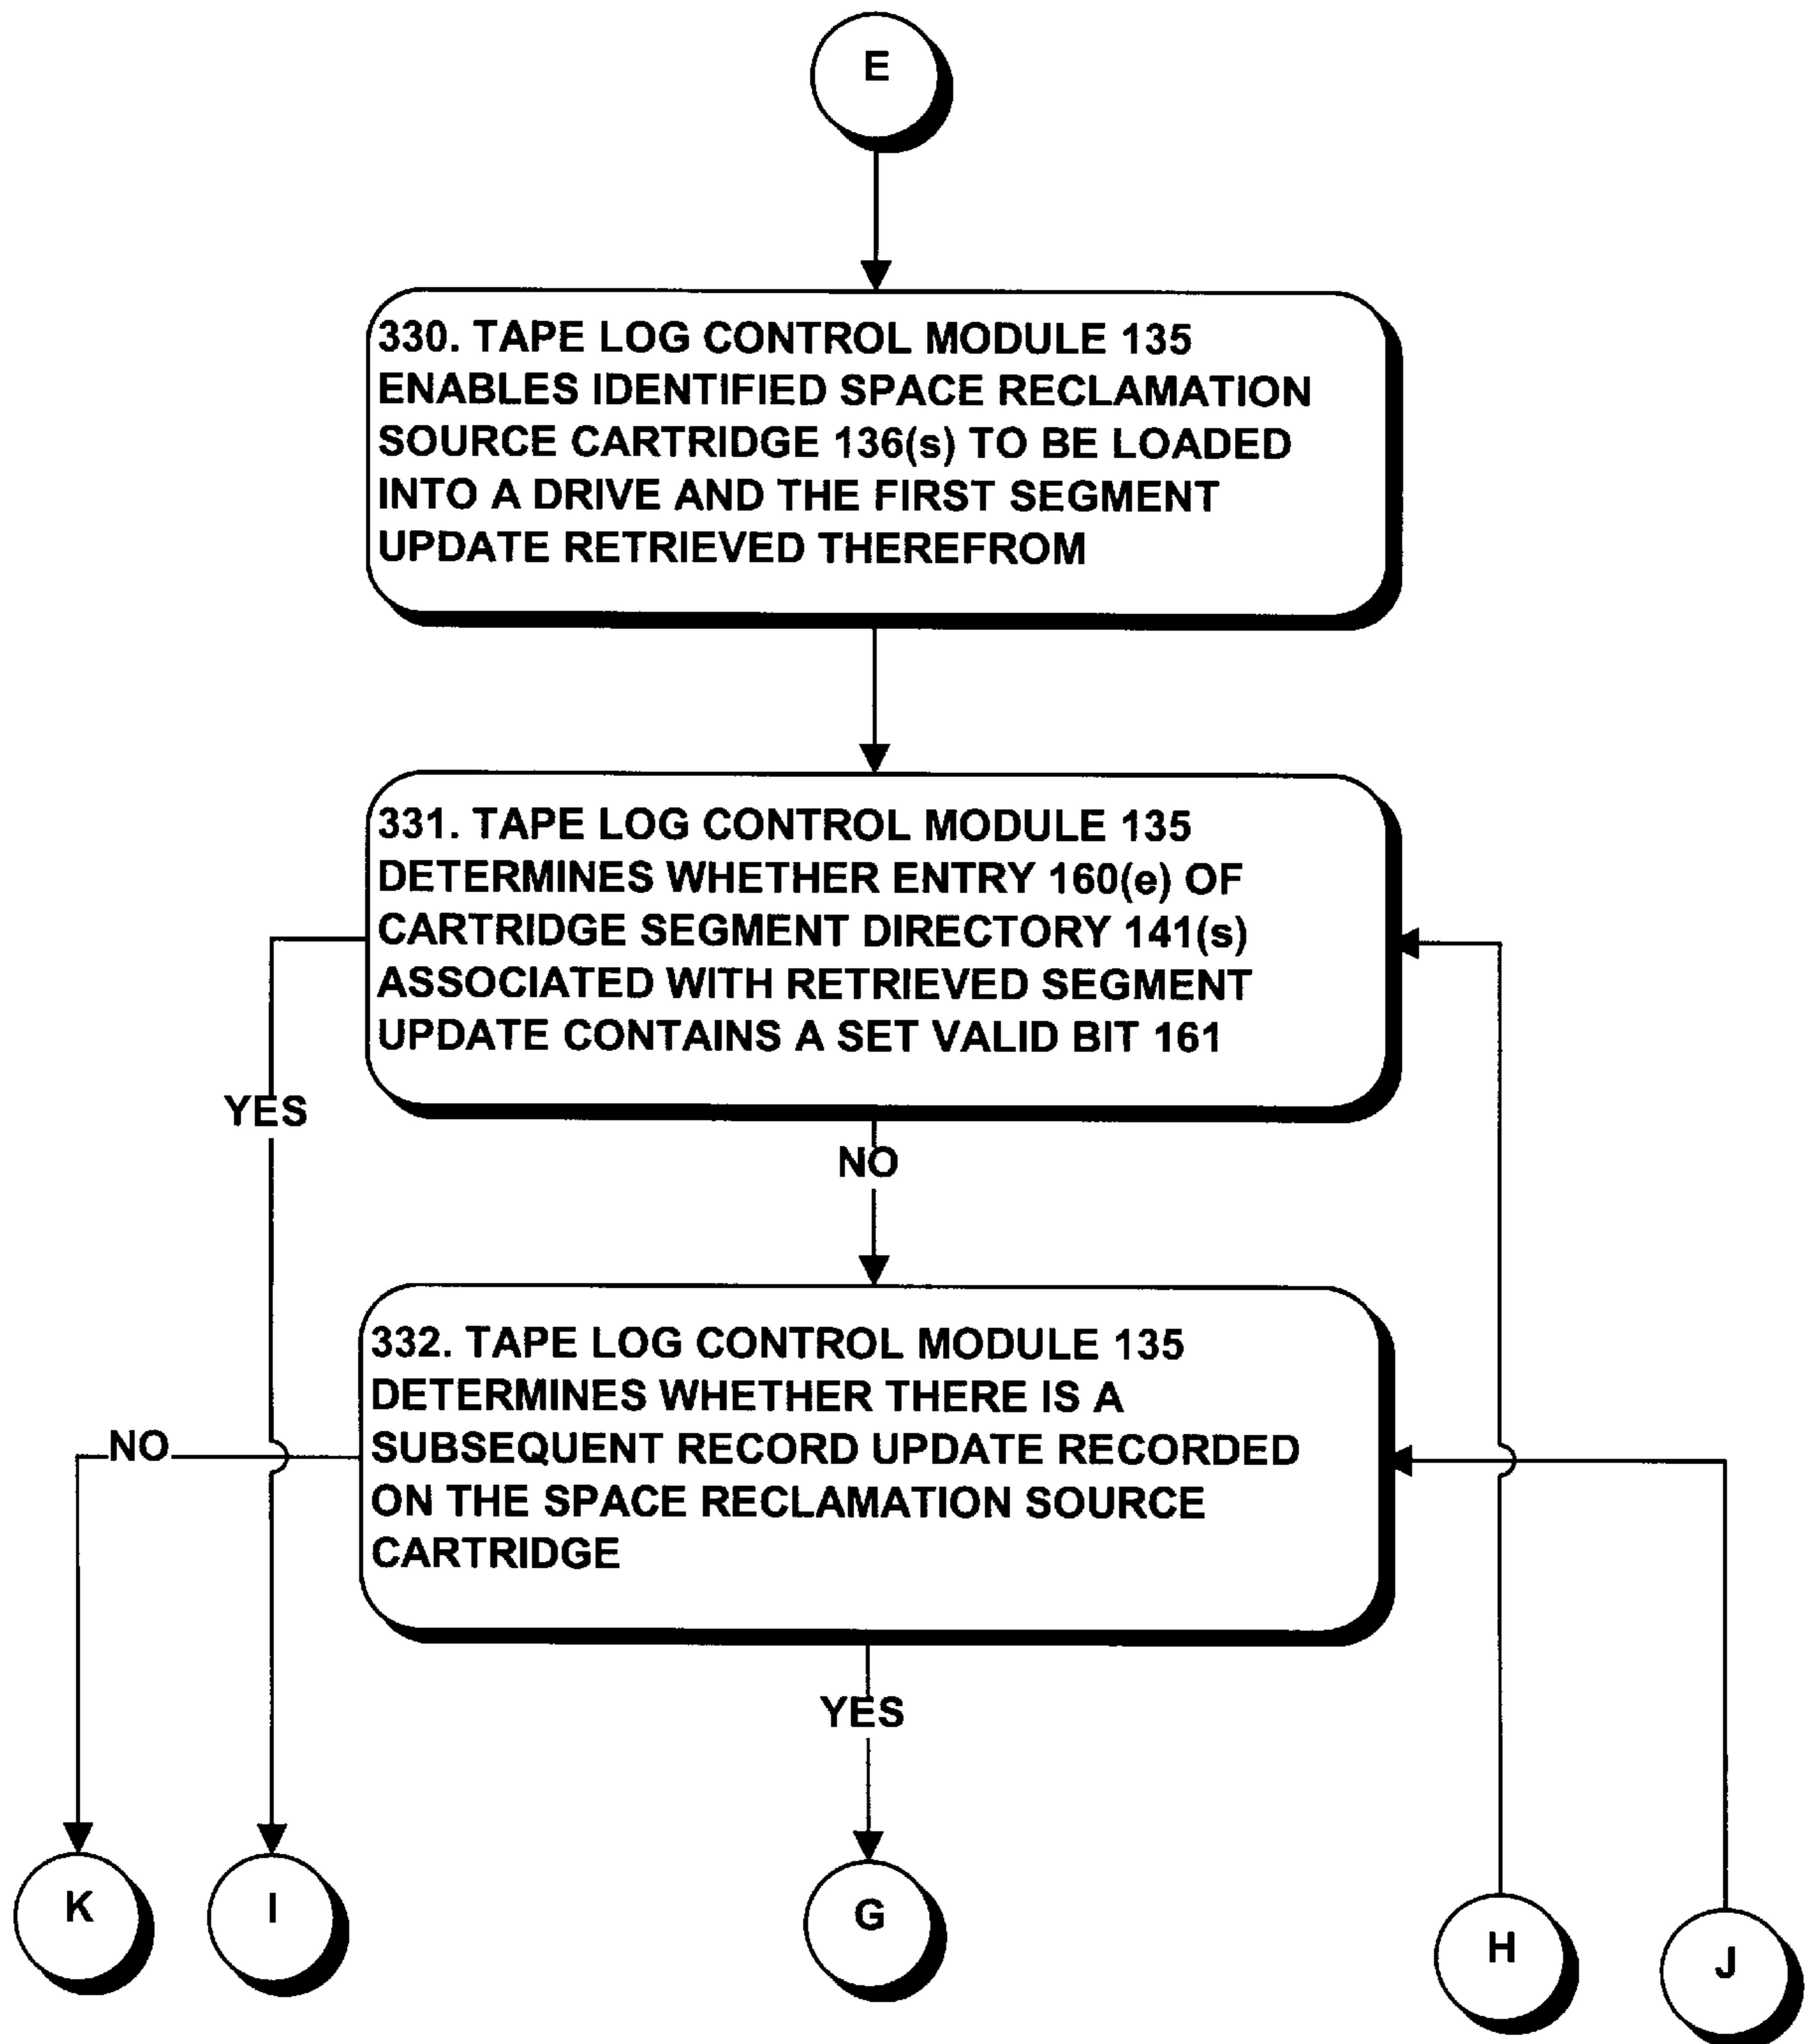 E
330. TAPE LOG CONTROL MODULE 135
ENABLES IDENTIFIED SPACE RECLAMATION
SOURCE CARTRIDGE 136(s) TO BE LOADED
INTO A DRIVE AND THE FIRST SEGMENT
UPDATE RETRIEVED THEREFROM
331. TAPE LOG CONTROL MODULE 135
DETERMINES WHETHER ENTRY 160(e) OF
CARTRIDGE SEGMENT DIRECTORY 141(s)
ASSOCIATED WITH RETRIEVED SEGMENT
UPDATE CONTAINS A SET VALID BIT 161
YES
NO
332. TAPE LOG CONTROL MODULE 135
DETERMINES WHETHER THERE IS A
SUBSEQUENT RECORD UPDATE RECORDED
ON THE SPACE RECLAMATION SOURCE
CARTRIDGE
NO
YES
K
I
G
H
J